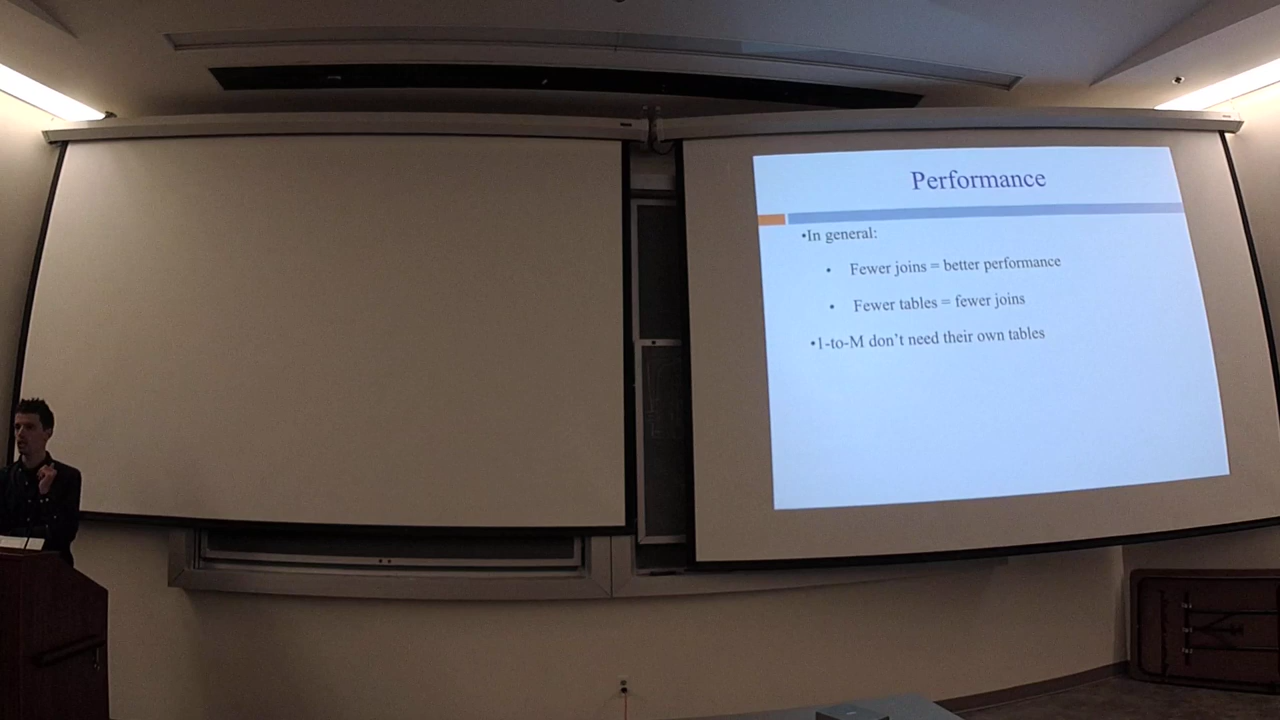 Performance
•In general:
• Fewer joins = better performance
• Fewer tables = fewer joins
•1-to-M don't need their own tables